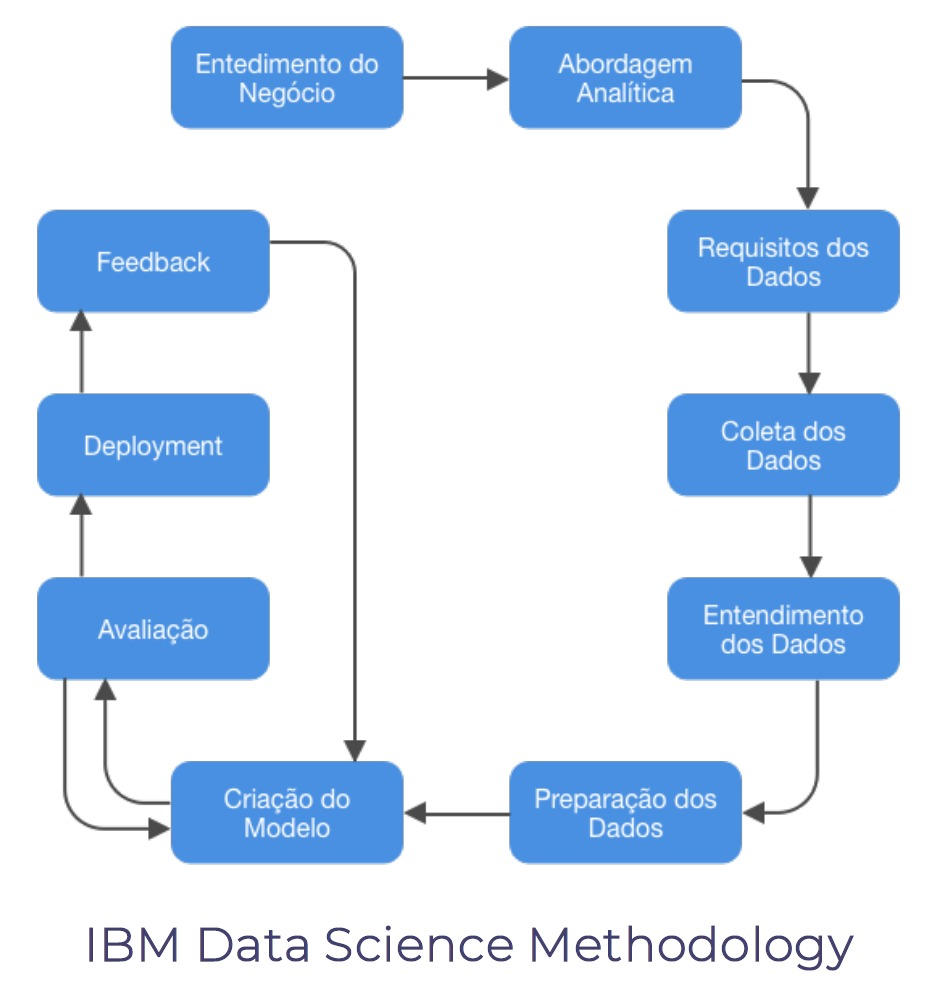 Entedimento do
Negócio
Abordagem
Analítica
Requisitos dos
Dados
Coleta dos
Dados
Entendimento
dos Dados
Preparação dos
Dados
Criação do
Modelo
Avaliação
Deployment
Feedback
IBM Data Science Methodology